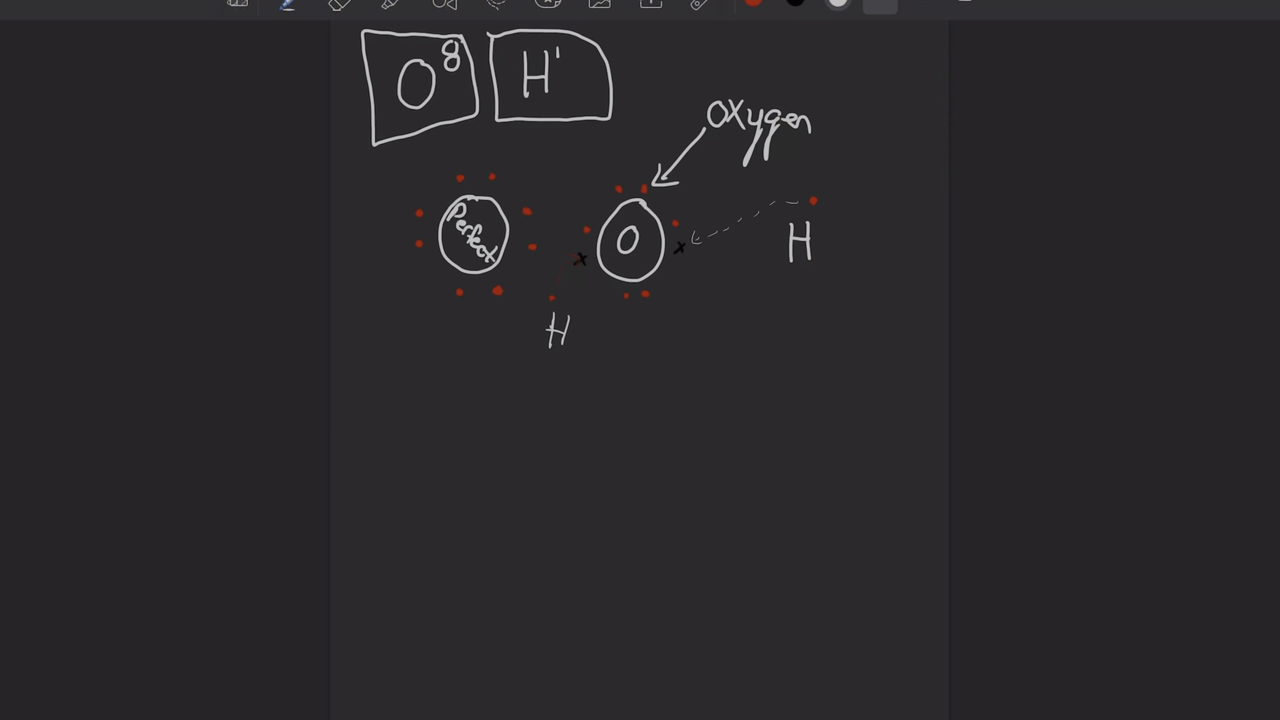 O⁸ H¹
Oxygen
Perfect
O
H
H